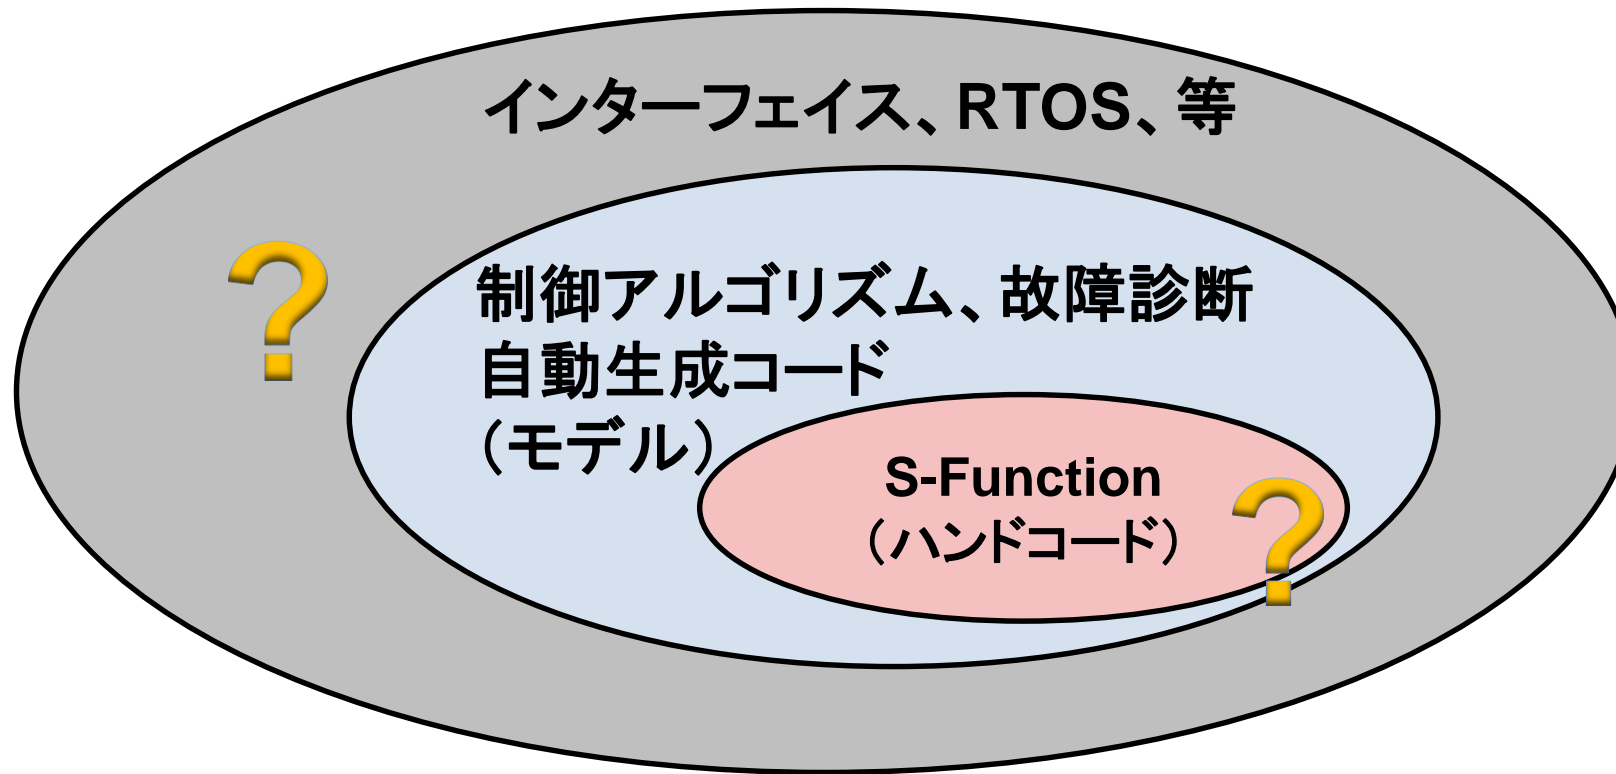 インターフェイス、RTOS、等
?
制御アルゴリズム、故障診断
自動生成コード
（モデル）
S-Function
（ハンドコード）
?